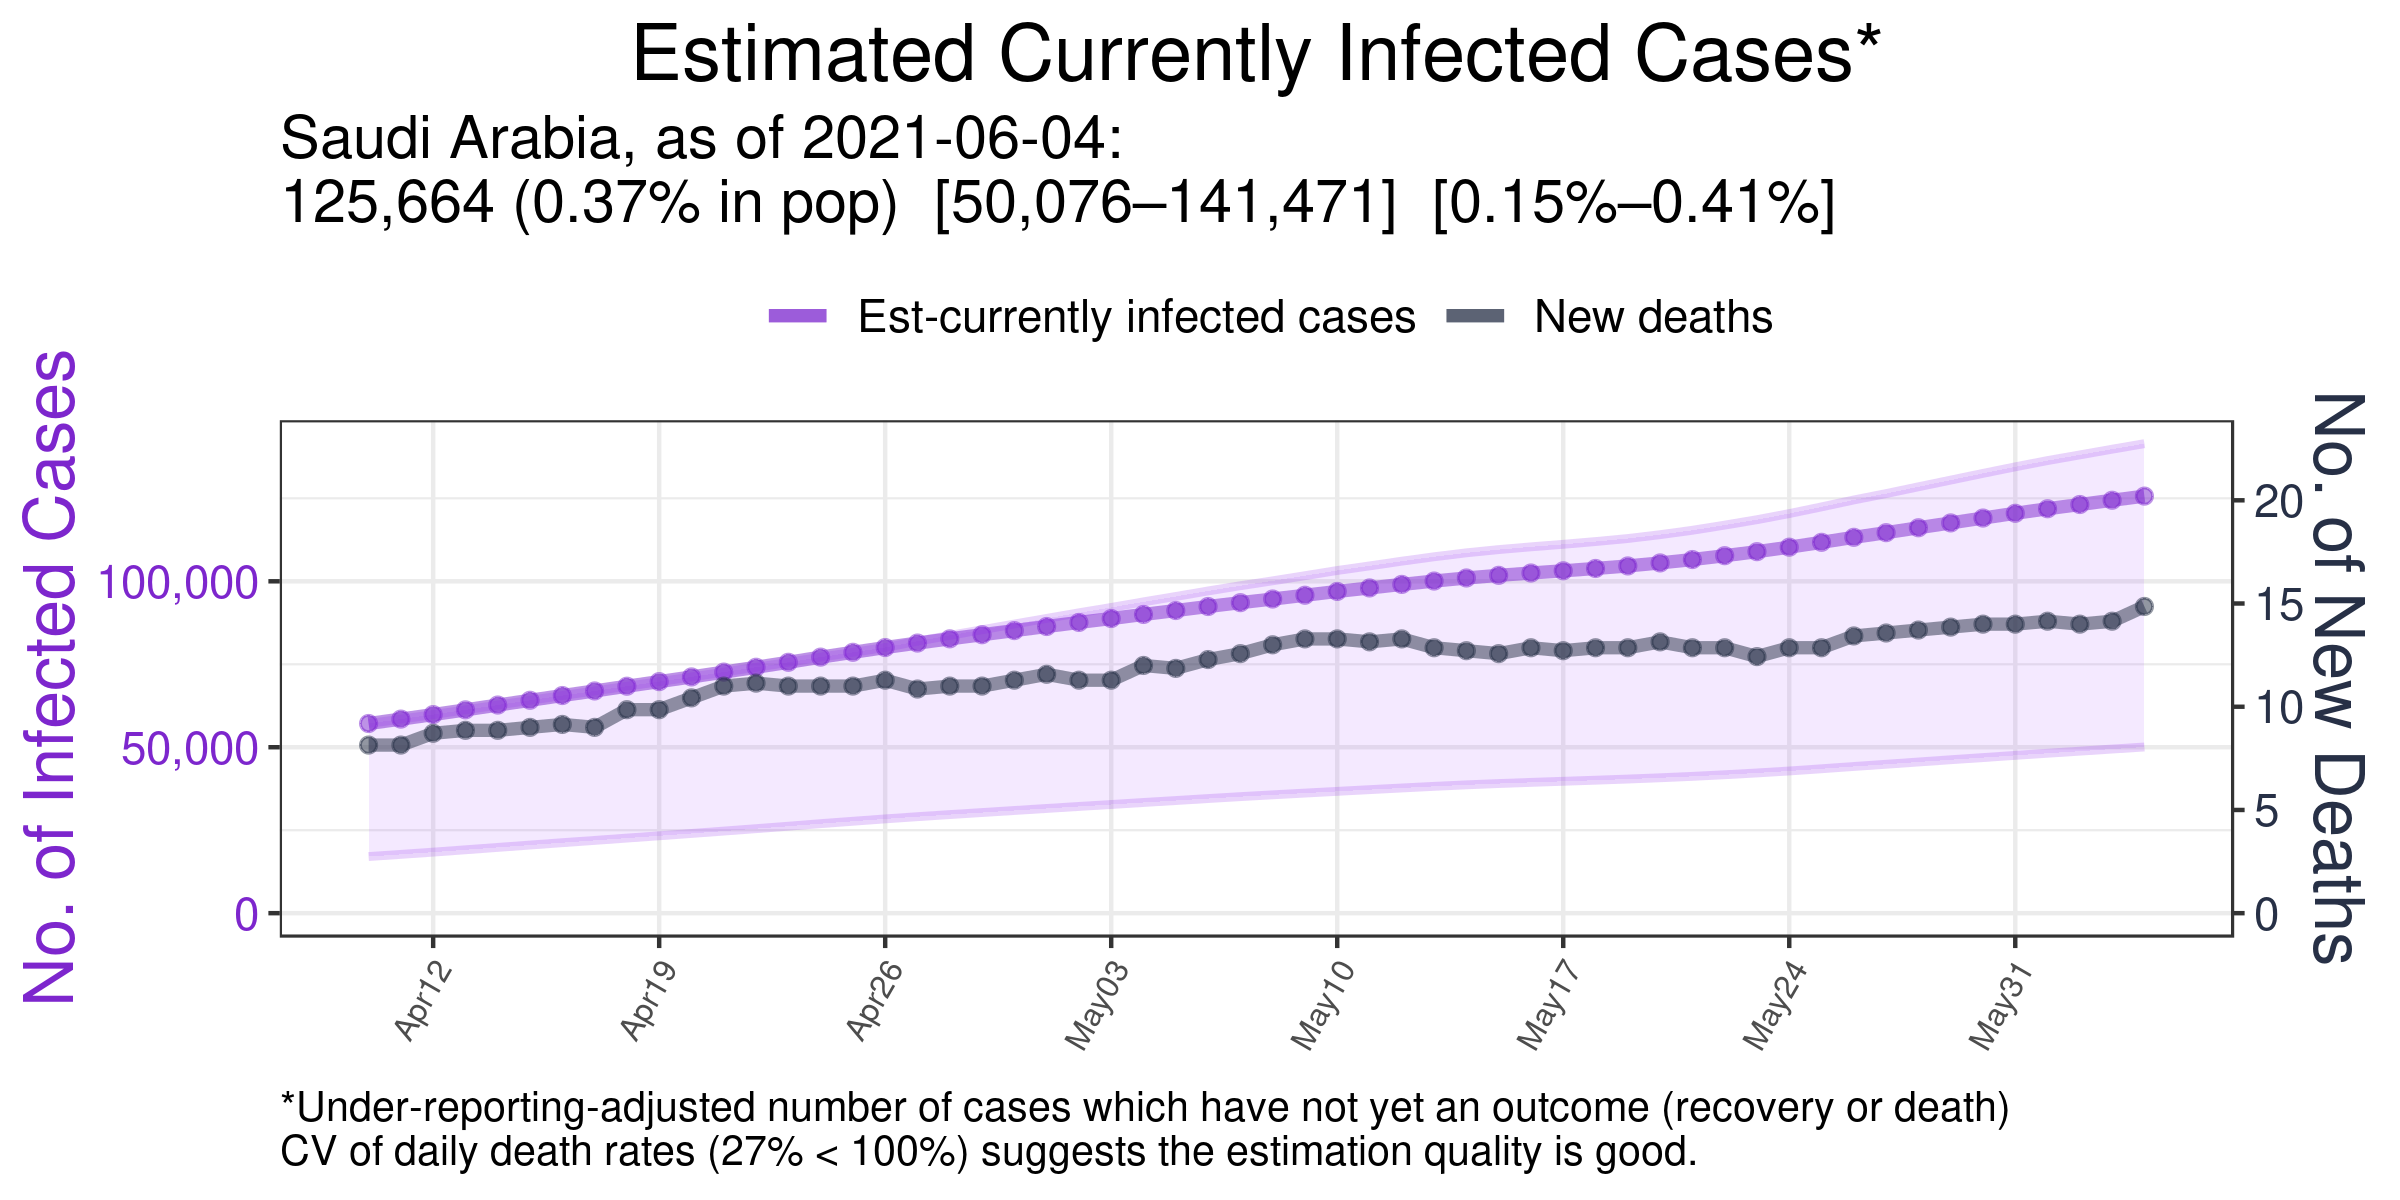 Estimated Currently Infected Cases*
Saudi Arabia, as of 2021-06-04:
125,664 (0.37% in pop)  [50,076–141,471]  [0.15%–0.41%]
Est-currently infected cases
New deaths
No. of Infected Cases
100,000
50,000
0
20
15
10
5
0
No. of New Deaths
Apr12
Apr19
Apr26
May03
May10
May17
May24
May31
*Under-reporting-adjusted number of cases which have not yet an outcome (recovery or death)
CV of daily death rates (27% < 100%) suggests the estimation quality is good.